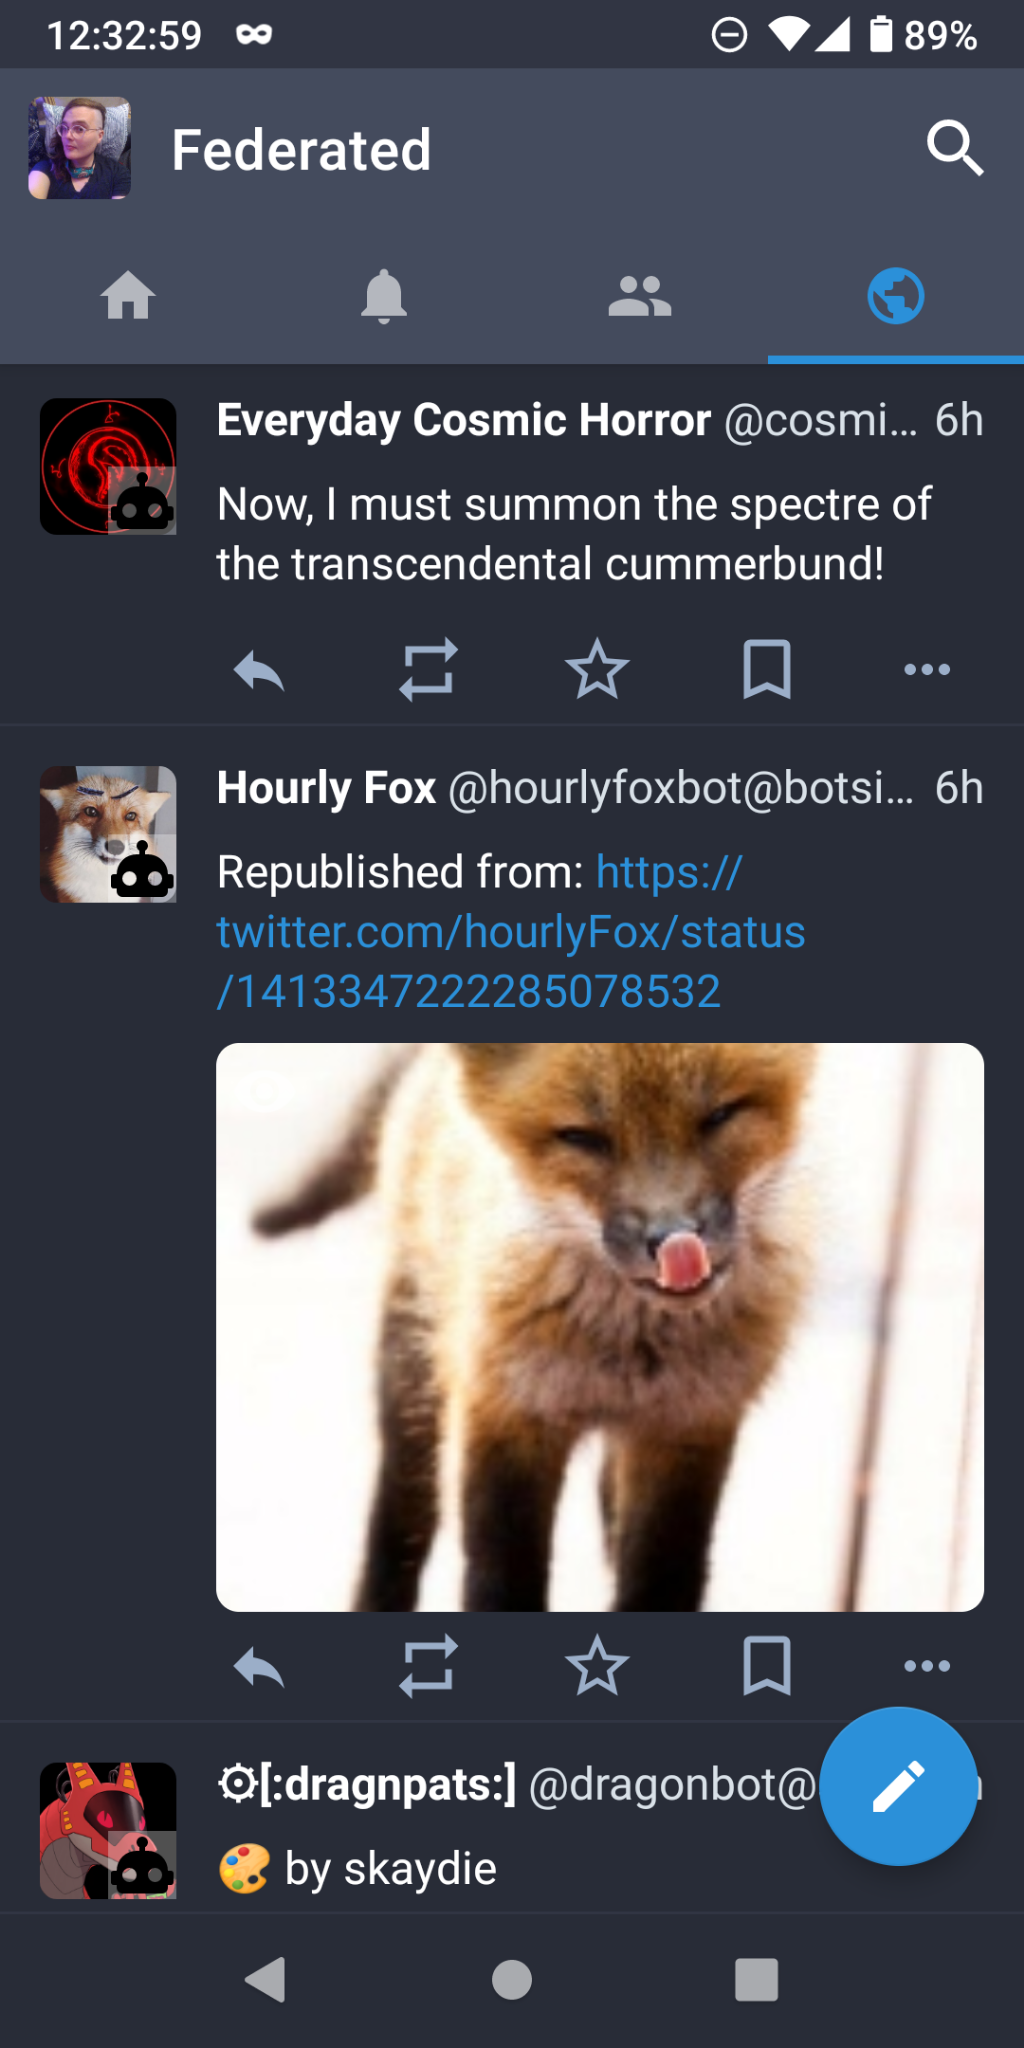 12:32:59 89%
Federated
Everyday Cosmic Horror @cosmi… 6h
Now, I must summon the spectre of
the transcendental cummerbund!
Hourly Fox @hourlyfoxbot@botsi… 6h
Republished from: https://
twitter.com/hourlyFox/status
/1413347222285078532
⚙[:dragnpats:] @dragonbot@
🎨 by skaydie